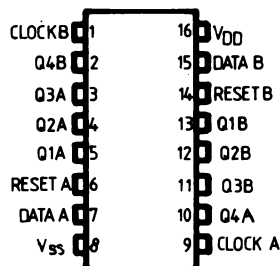 CLOCKB 1 16 VDD
Q4B 2 15 DATA B
Q3A 3 14 RESET B
Q2A 4 13 Q1B
Q1A 5 12 Q2B
RESET A 6 11 Q3B
DATA A 7 10 Q4A
VSS 8 9 CLOCK A